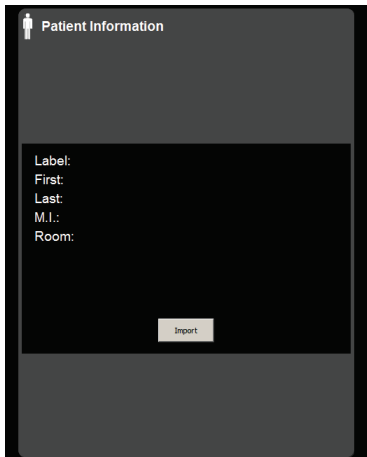 Patient Information
Label:
First:
Last:
M.I.:
Room:
Import